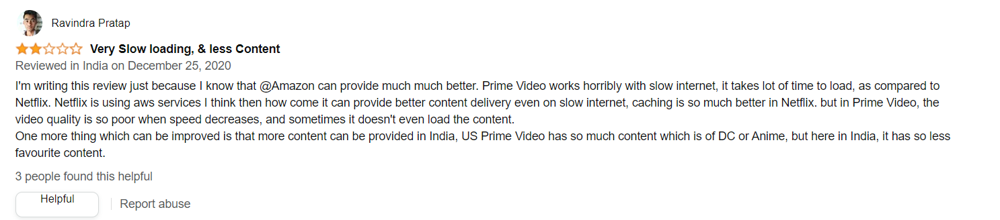 Ravindra Pratap
Very Slow loading, & less Content
Reviewed in India on December 25, 2020
I'm writing this review just because I know that @Amazon can provide much much better. Prime Video works horribly with slow internet, it takes lot of time to load, as compared to
Netflix. Netflix is using aws services I think then how come it can provide better content delivery even on slow internet, caching is so much better in Netflix. but in Prime Video, the
video quality is so poor when speed decreases, and sometimes it doesn't even load the content.
One more thing which can be improved is that more content can be provided in India, US Prime Video has so much content which is of DC or Anime, but here in India, it has so less
favourite content.
3 people found this helpful
Helpful
Report abuse